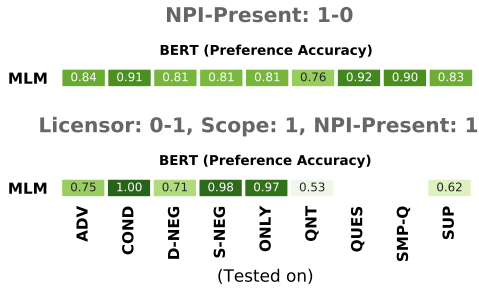 NPI-Present: 1-0
BERT (Preference Accuracy)
MLM 0.84 0.91 0.81 0.81 0.81 0.76 0.92 0.90 0.83
Licensor: 0-1, Scope: 1, NPI-Present: 1
BERT (Preference Accuracy)
MLM 0.75 1.00 0.71 0.98 0.97 0.53 0.62
ADV COND D-NEG S-NEG ONLY QNT QUES SMP-Q SUP
(Tested on)